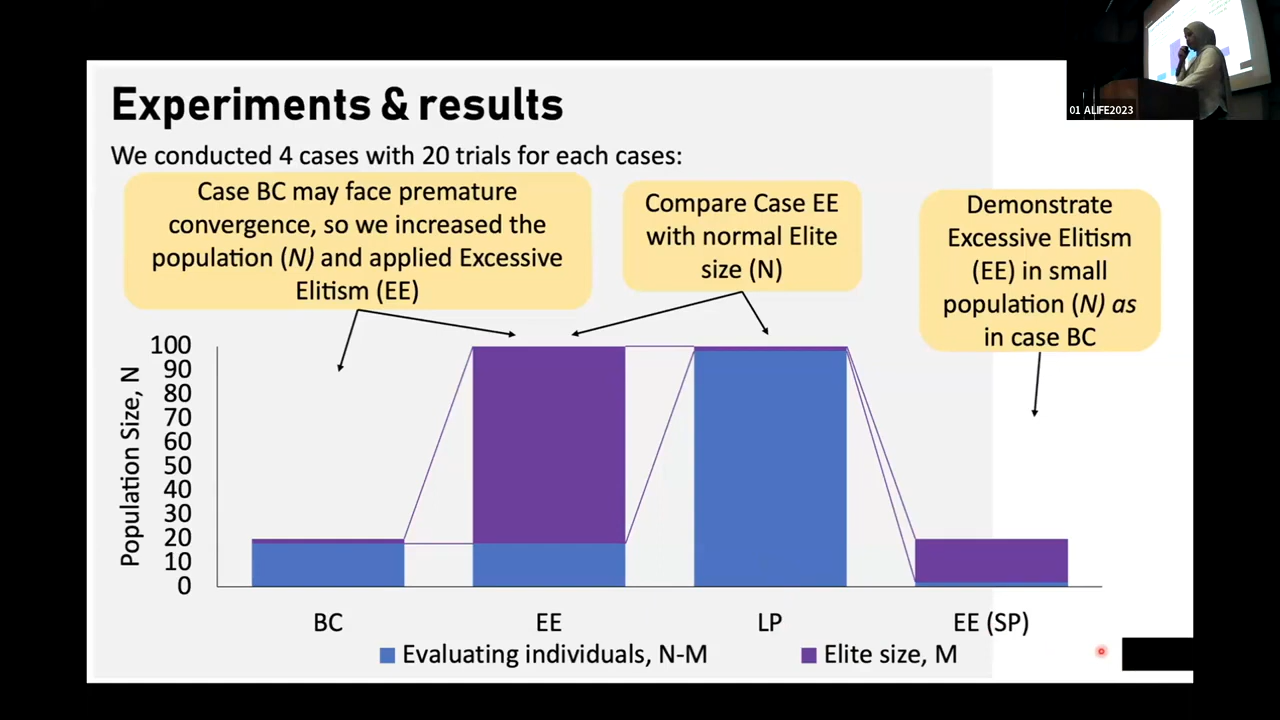 Experiments & results
We conducted 4 cases with 20 trials for each cases:
Case BC may face premature
convergence, so we increased the
population (N) and applied Excessive
Elitism (EE)
Compare Case EE
with normal Elite
size (N)
Demonstrate
Excessive Elitism
(EE) in small
population (N) as
in case BC
Population Size, N
100
90
80
70
60
50
40
30
20
10
0
BC
EE
LP
EE (SP)
Evaluating individuals, N-M
Elite size, M
01 ALIFE2023